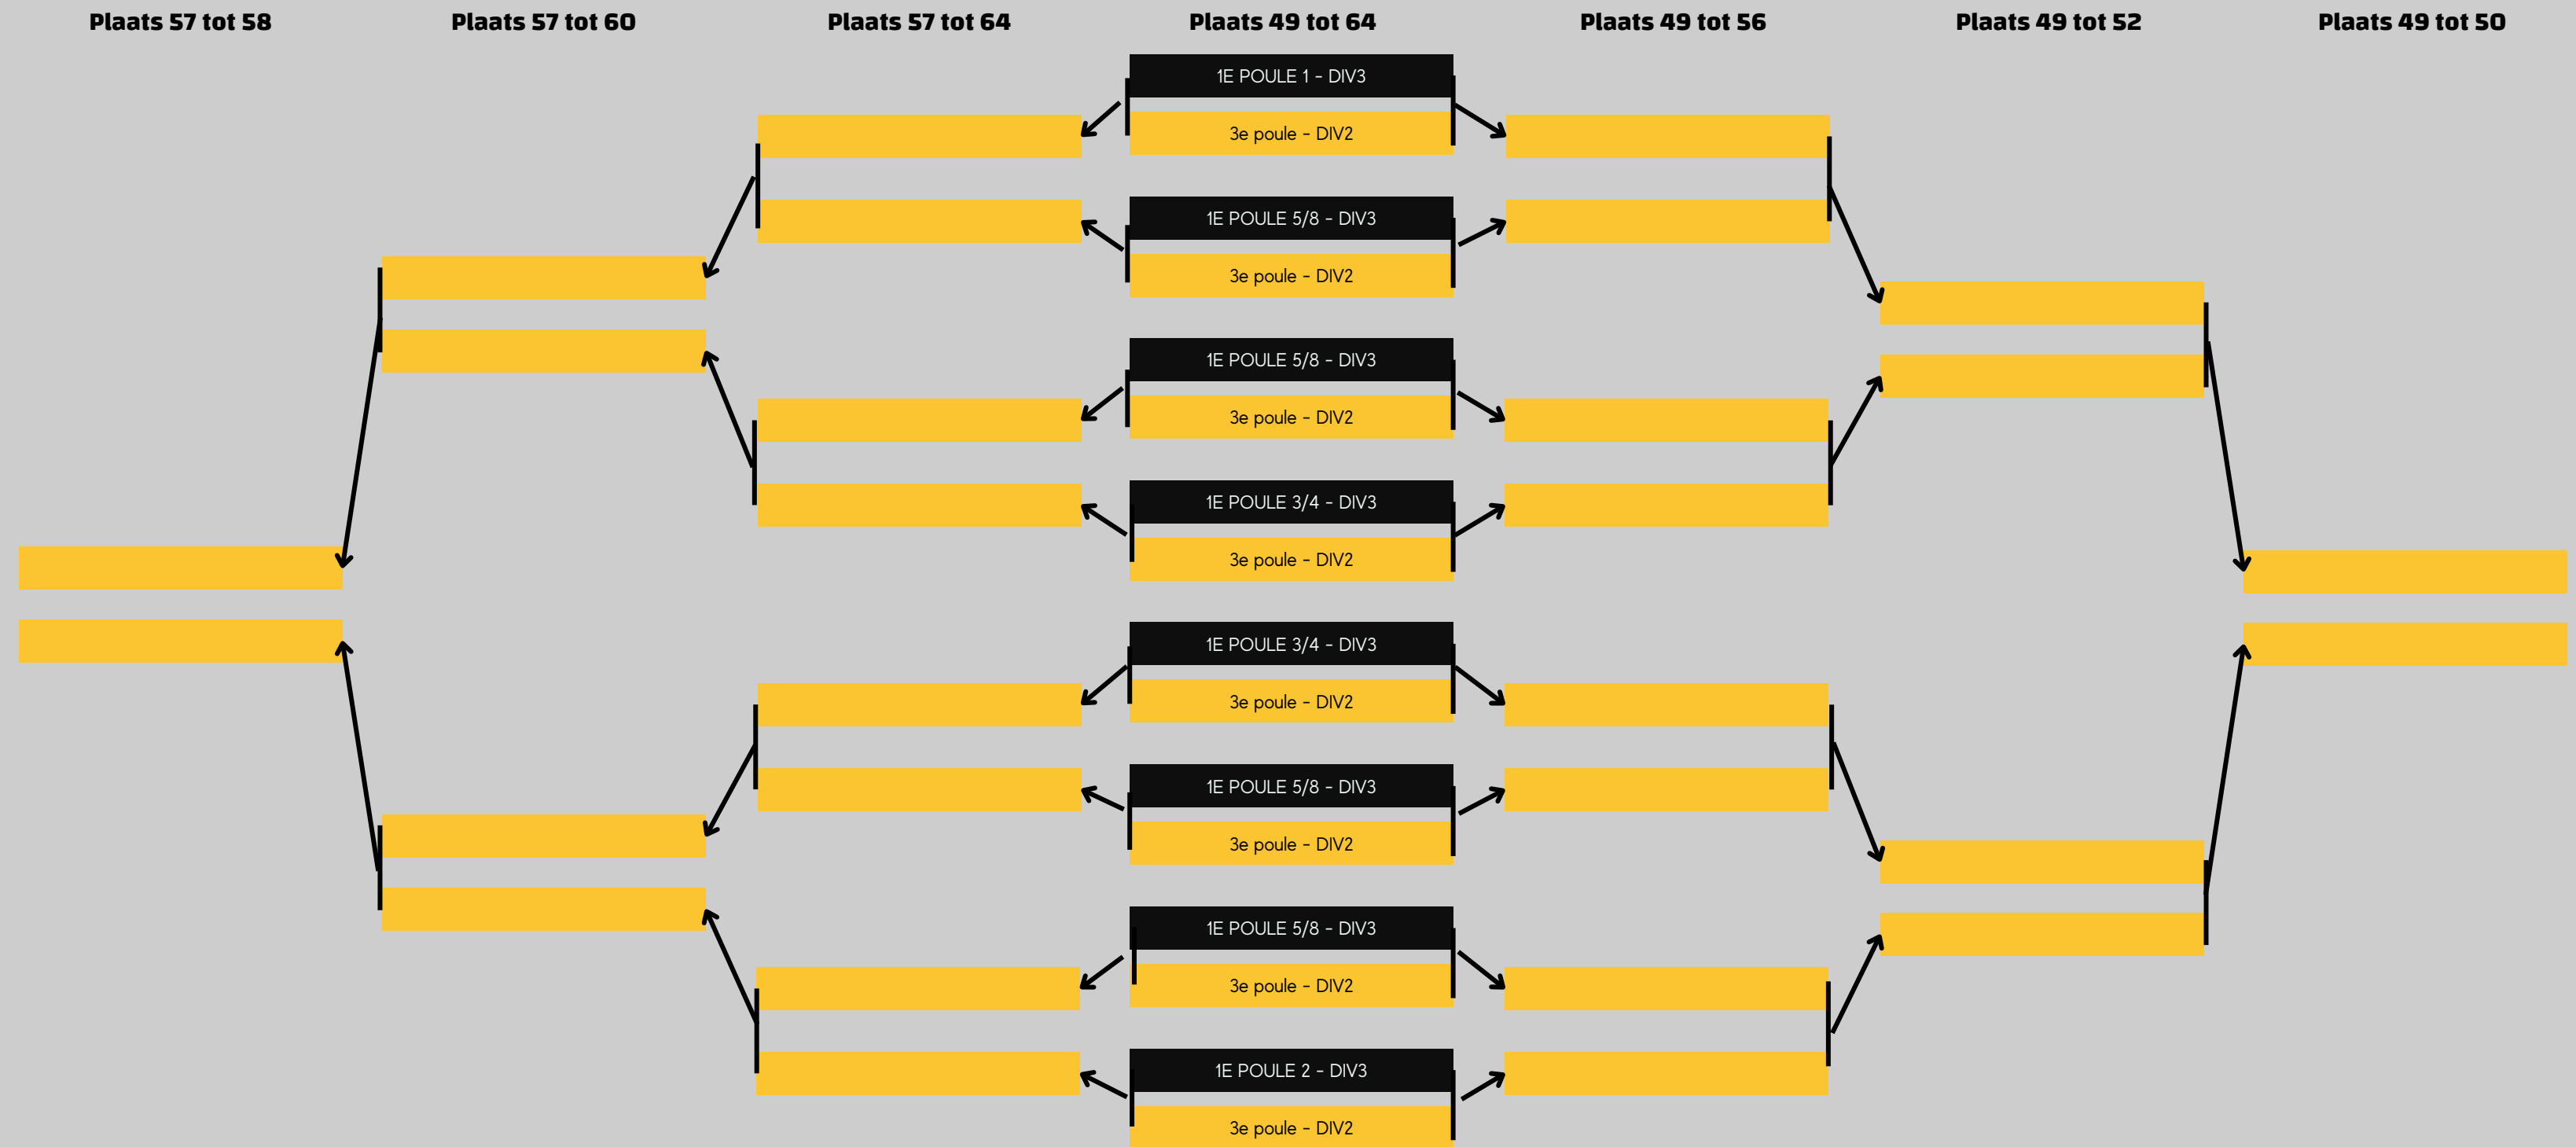 Plaats 57 tot 58
Plaats 57 tot 60
Plaats 57 tot 64
Plaats 49 tot 64
Plaats 49 tot 56
Plaats 49 tot 52
Plaats 49 tot 50
1E POULE 1 - DIV3
3e poule - DIV2
1E POULE 5/8 - DIV3
3e poule - DIV2
1E POULE 5/8 - DIV3
3e poule - DIV2
1E POULE 3/4 - DIV3
3e poule - DIV2
1E POULE 3/4 - DIV3
3e poule - DIV2
1E POULE 5/8 - DIV3
3e poule - DIV2
1E POULE 5/8 - DIV3
3e poule - DIV2
1E POULE 2 - DIV3
3e poule - DIV2